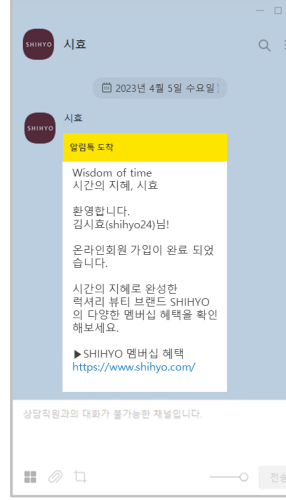 SHIHYO
시효
2023년 4월 5일 수요일
시효
SHIHYO
알림톡 도착
Wisdom of time
시간의 지혜, 시효
환영합니다.
김시효(shihyo24)님!
온라인회원 가입이 완료 되었
습니다.
시간의 지혜로 완성한
럭셔리 뷰티 브랜드 SHIHYO
의 다양한 멤버십 혜택을 확인
해보세요.
▶SHIHYO 멤버십 혜택
https://www.shihyo.com/
상담직원과의 대화가 불가능한 채널입니다.
전송